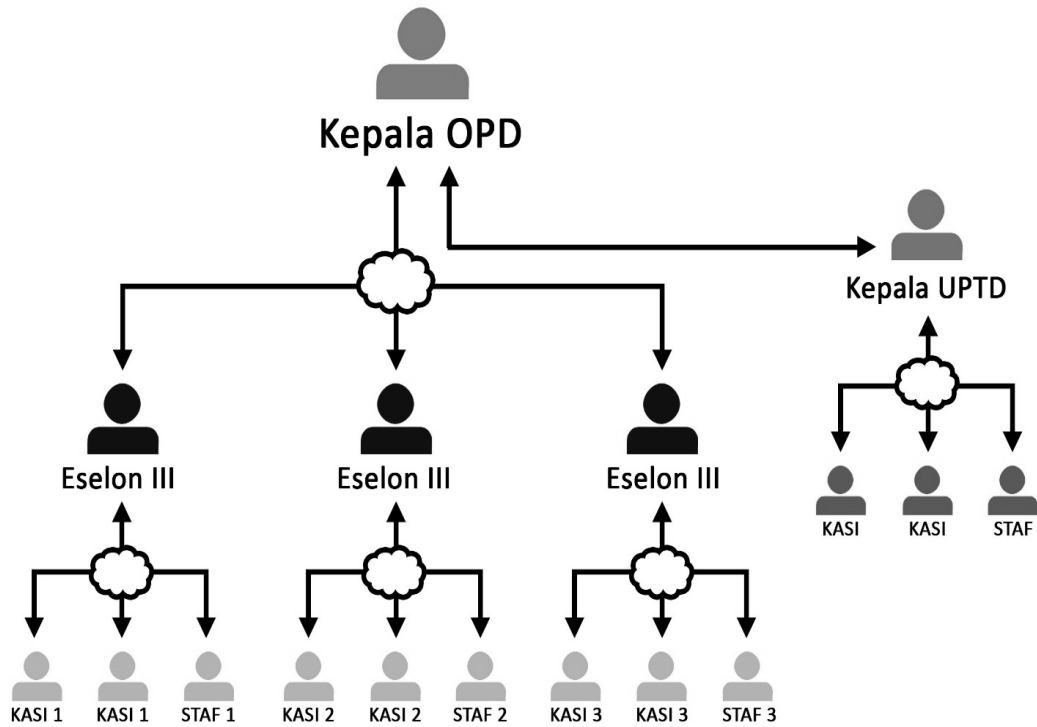 Kepala OPD
Kepala UPTD
Eselon III
Eselon III
Eselon III
KASI
KASI
STAF
KASI 1
KASI 1
STAF 1
KASI 2
KASI 2
STAF 2
KASI 3
KASI 3
STAF 3